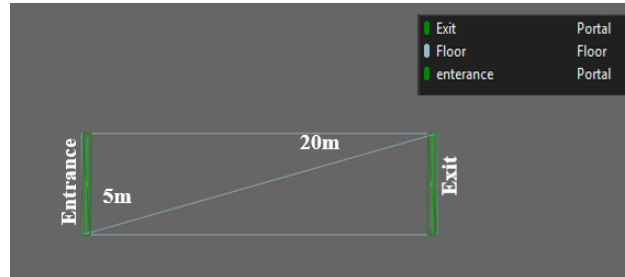 Exit Portal
Floor Floor
enterance Portal
20m
Entrance
5m
Exit